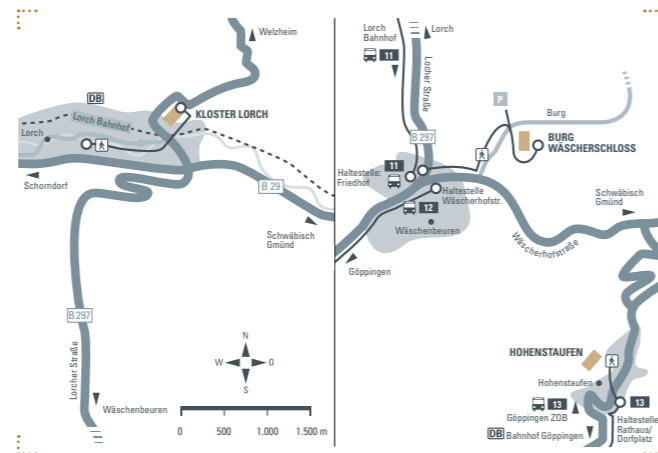 Welzheim
DB
KLOSTER LORCH
Lorch Bahnhof
Lorch
Schorndorf
B 29
Schwäbisch
Gmünd
B 297
Lorcher Straße
Wäschenbeuren
N
W
O
S
0 500 1.000 1.500 m
Lorch
Bahnhof
11
Lorch
Locher Straße
B 297
P
Burg
BURG
WÄSCHERSCHLOSS
11
Haltestelle:
Friedhof
Haltestelle
Wäscherhofstr.
12
Wäschenbeuren
Göppingen
Wäscherhofstraße
Schwäbisch
Gmünd
HOHENSTAUFEN
Hohenstaufen
13
Göppingen ZOB
13
Haltestelle
Rathaus/
Dorfplatz
DB Bahnhof Göppingen